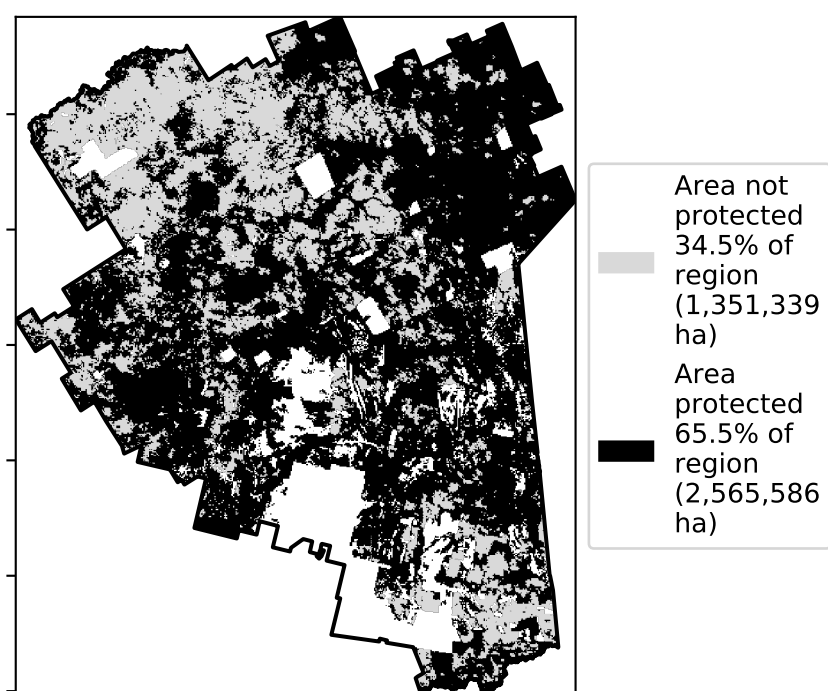 Area not
protected
34.5% of
region
(1,351,339
ha)
Area
protected
65.5% of
region
(2,565,586
ha)